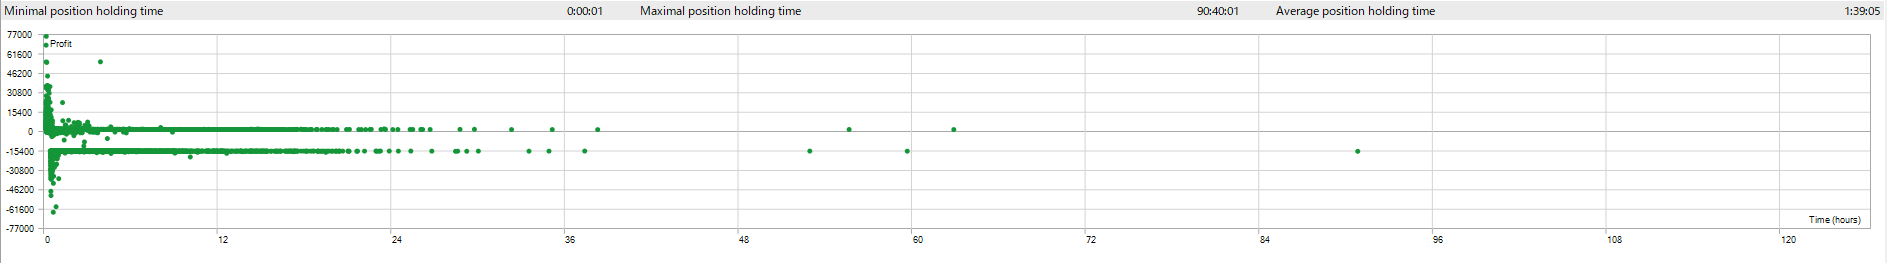 Minimal position holding time 0:00:01 Maximal position holding time 90:40:01 Average position holding time 1:39:05
77000
Profit
61600
46200
30800
15400
0
-15400
-30800
-46200
-61600
Time (hours)
-77000
0 12 24 36 48 60 72 84 96 108 120